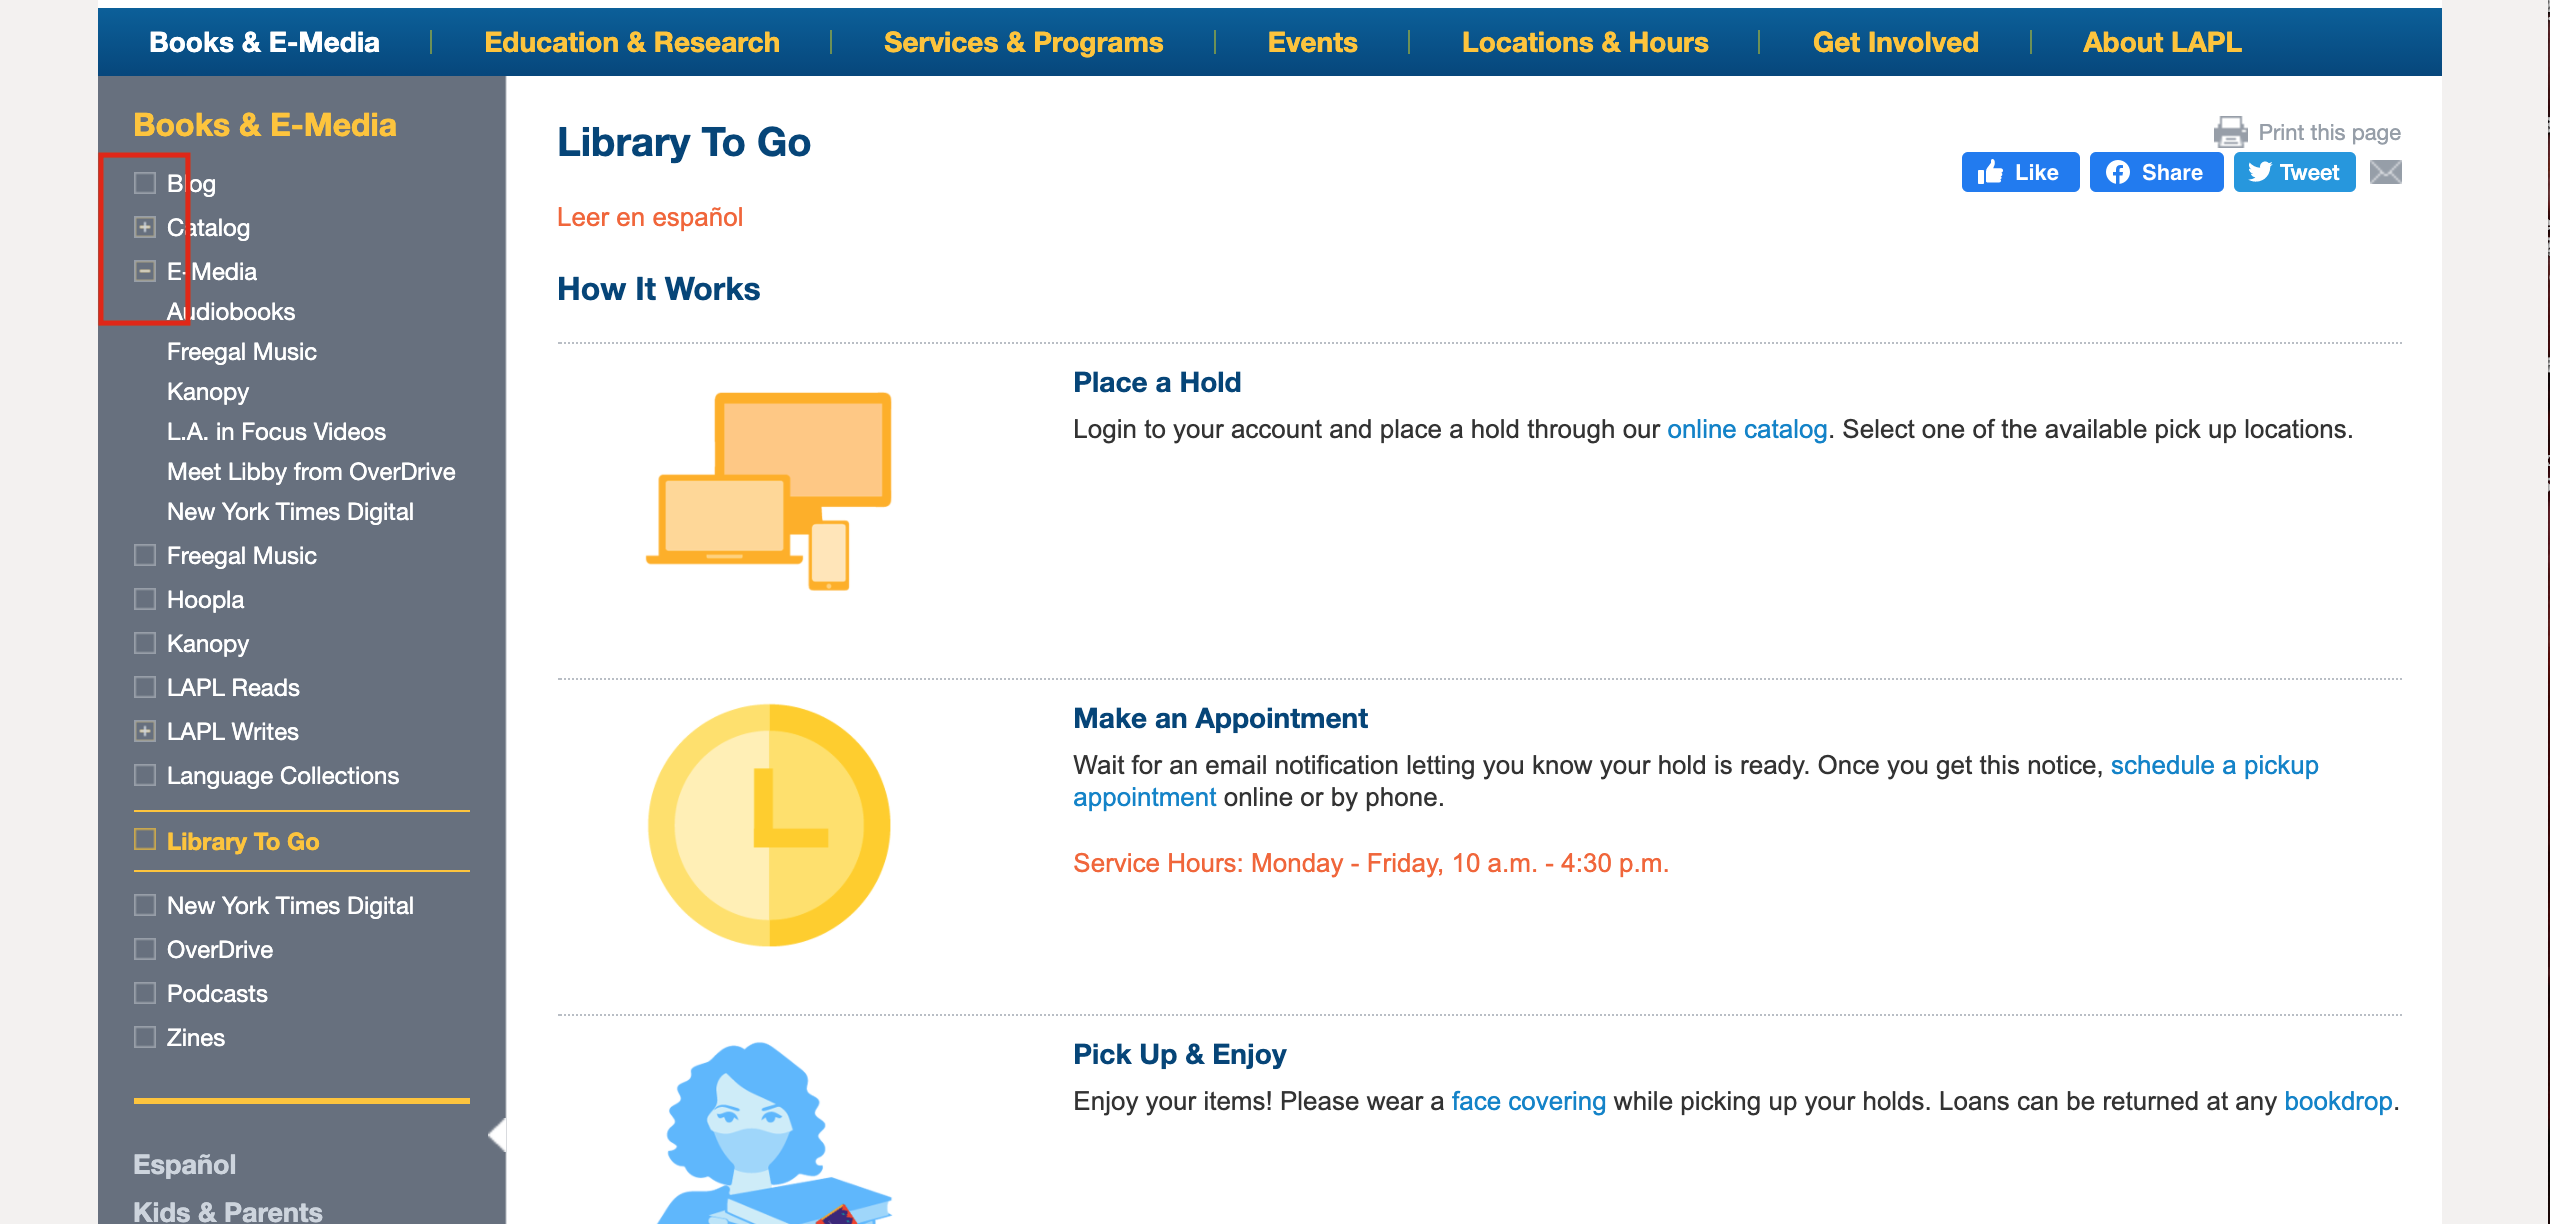 Books & E-Media
Education & Research
Services & Programs
Events
Locations & Hours
Get Involved
About LAPL
Books & E-Media
Blog
Catalog
E-Media
Audiobooks
Freegal Music
Kanopy
L.A. in Focus Videos
Meet Libby from OverDrive
New York Times Digital
Freegal Music
Hoopla
Kanopy
LAPL Reads
LAPL Writes
Language Collections
Library To Go
New York Times Digital
OverDrive
Podcasts
Zines
Español
Kids & Parents
Library To Go
Print this page
Like
Share
Tweet
Leer en español
How It Works
Place a Hold
Login to your account and place a hold through our online catalog. Select one of the available pick up locations.
Make an Appointment
Wait for an email notification letting you know your hold is ready. Once you get this notice, schedule a pickup
appointment online or by phone.
Service Hours: Monday - Friday, 10 a.m. - 4:30 p.m.
Pick Up & Enjoy
Enjoy your items! Please wear a face covering while picking up your holds. Loans can be returned at any bookdrop.